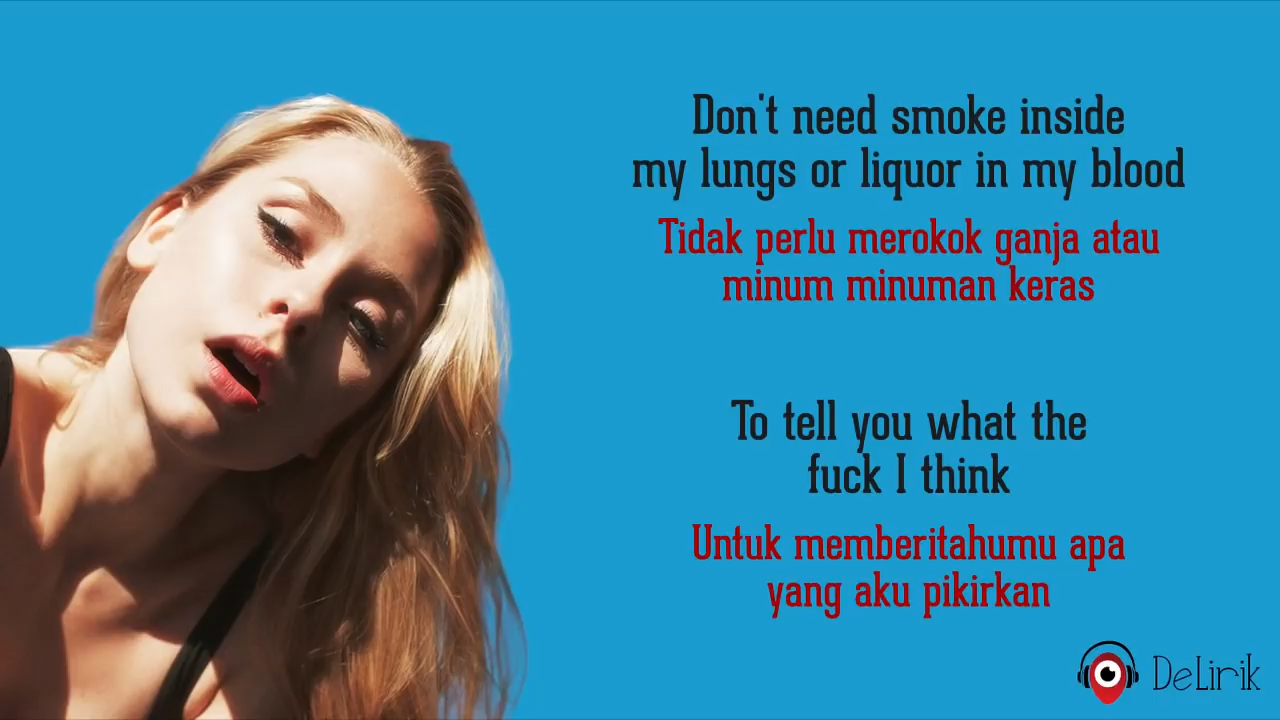 Don't need smoke inside
my lungs or liquor in my blood
Tidak perlu merokok ganja atau
minum minuman keras
To tell you what the
fuck I think
Untuk memberitahumu apa
yang aku pikirkan
DeLirik